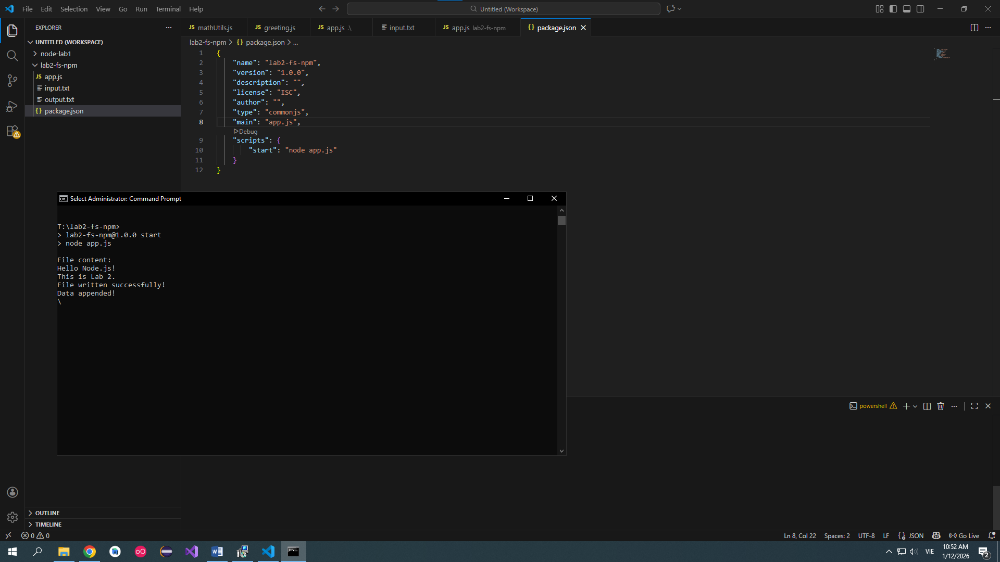 File Edit Selection View Go Run Terminal Help
Untitled (Workspace)
EXPLORER
UNTITLED (WORKSPACE)
node-lab1
lab2-fs-npm
JS app.js
input.txt
output.txt
{} package.json
OUTLINE
TIMELINE
JS mathUtils.js
JS greeting.js
JS app.js .\
input.txt
JS app.js lab2-fs-npm
{} package.json
lab2-fs-npm > {} package.json > ...
1 {
2 "name": "lab2-fs-npm",
3 "version": "1.0.0",
4 "description": "",
5 "license": "ISC",
6 "author": "",
7 "type": "commonjs",
8 "main": "app.js",
Debug
9 "scripts": {
10 "start": "node app.js"
11 }
12 }
Select Administrator: Command Prompt
T:\lab2-fs-npm>
> lab2-fs-npm@1.0.0 start
> node app.js
File content:
Hello Node.js!
This is Lab 2.
File written successfully!
Data appended!
\
powershell
0 0
Ln 8, Col 22 Spaces: 2 UTF-8 LF {} JSON Go Live
VIE
10:52 AM
1/12/2026
2